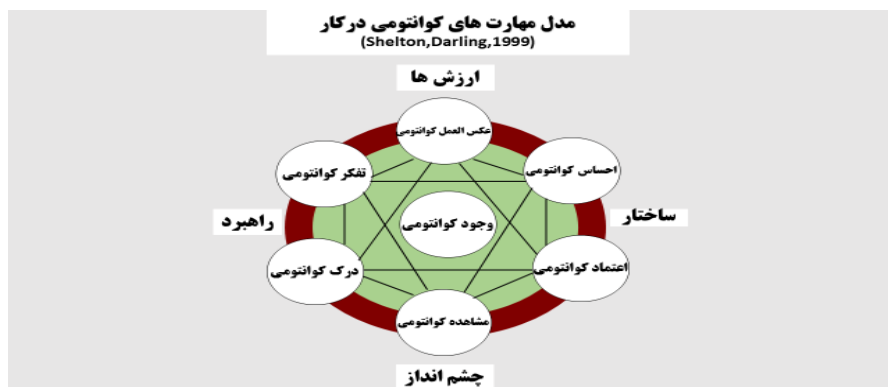 مدل مهارت های کوانتومی درکار
(Shelton,Darling,1999)
ارزش ها
عکس العمل کوانتومی
احساس کوانتومی
تفکر کوانتومی
ساختار
وجود کوانتومی
راهبرد
اعتماد کوانتومی
درک کوانتومی
مشاهده کوانتومی
چشم انداز